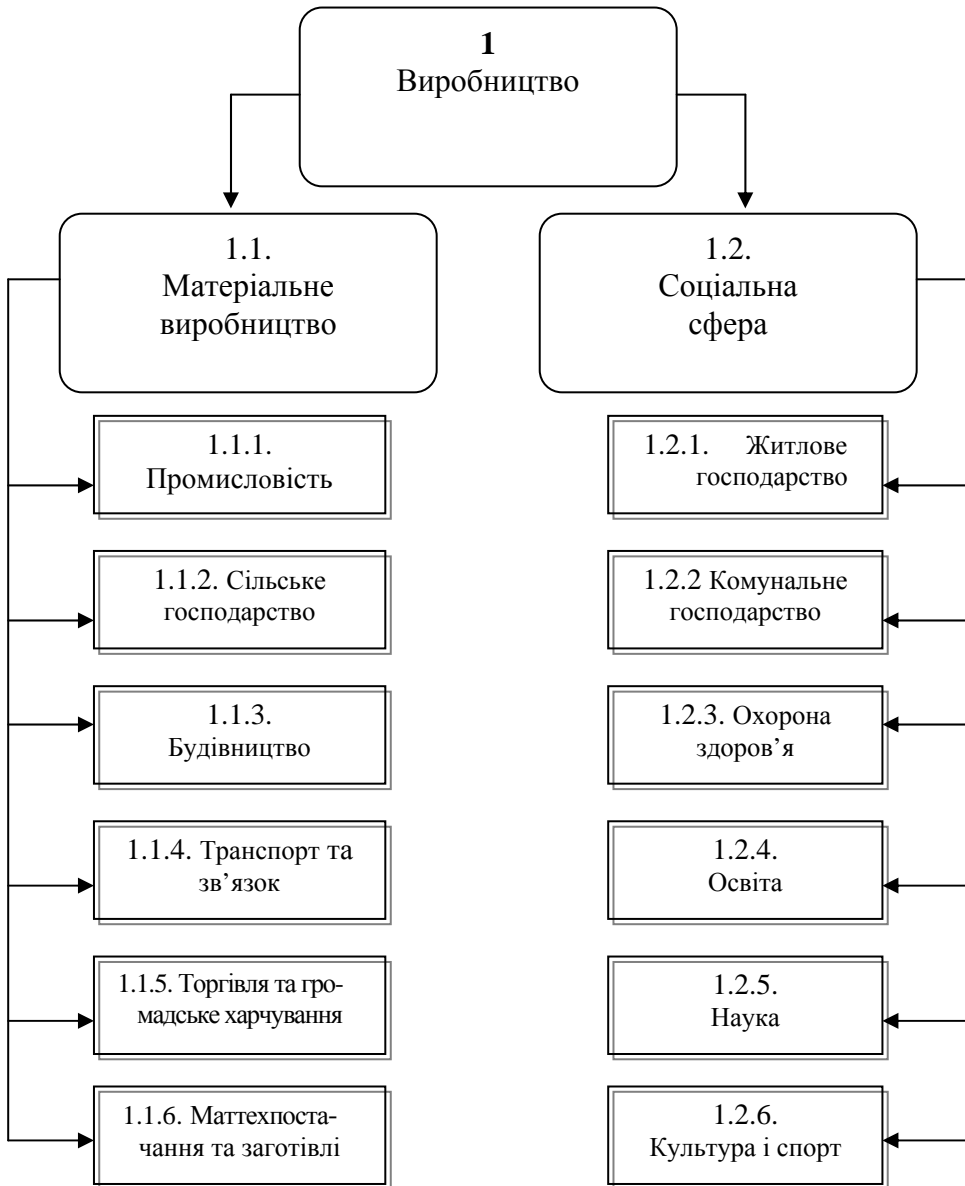 1
Виробництво
1.1.
Матеріальне
виробництво
1.2.
Соціальна
сфера
1.1.1.
Промисловість
1.2.1. Житлове
господарство
1.1.2. Сільське
господарство
1.2.2 Комунальне
господарство
1.1.3.
Будівництво
1.2.3. Охорона
здоров’я
1.1.4. Транспорт та
зв’язок
1.2.4.
Освіта
1.1.5. Торгівля та гро-
мадське харчування
1.2.5.
Наука
1.1.6. Маттехпоста-
чання та заготівлі
1.2.6.
Культура і спорт